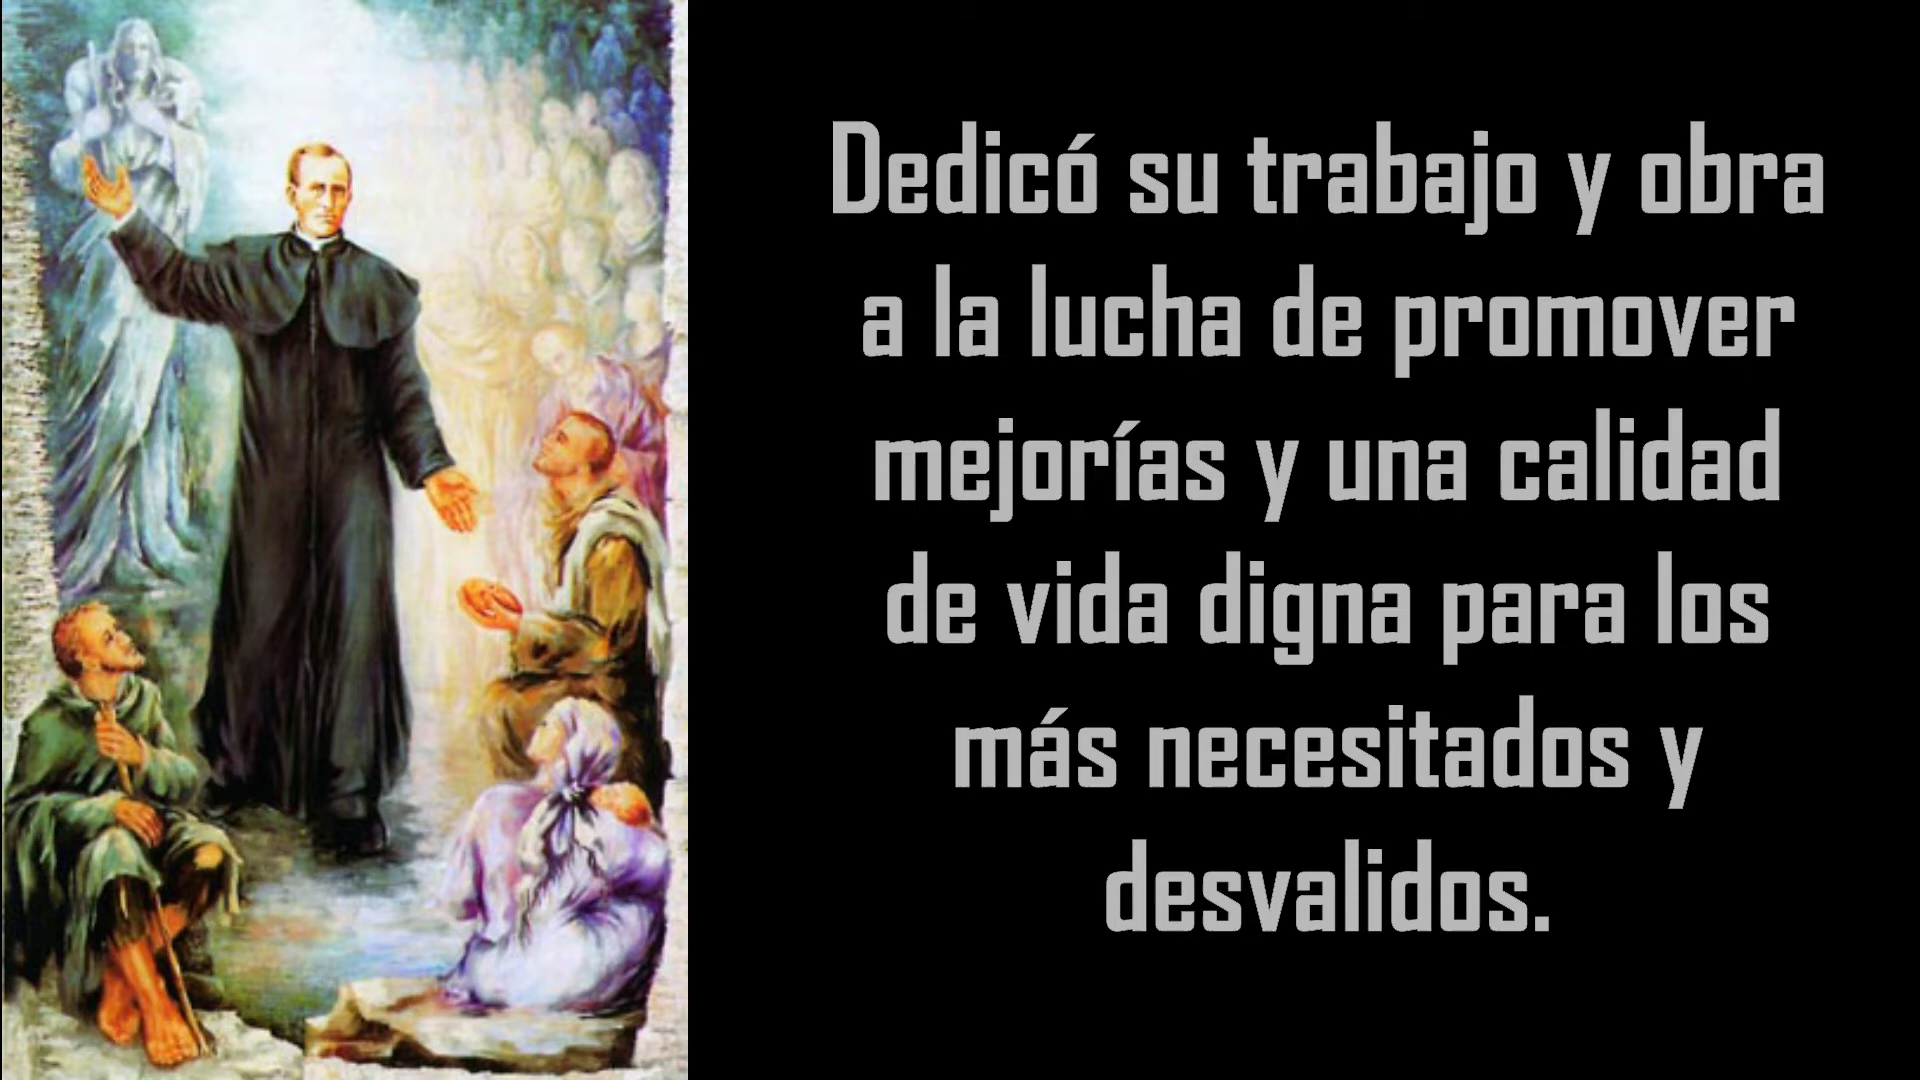 Dedicó su trabajo y obra
a la lucha de promover
mejorías y una calidad
de vida digna para los
más necesitados y
desvalidos.